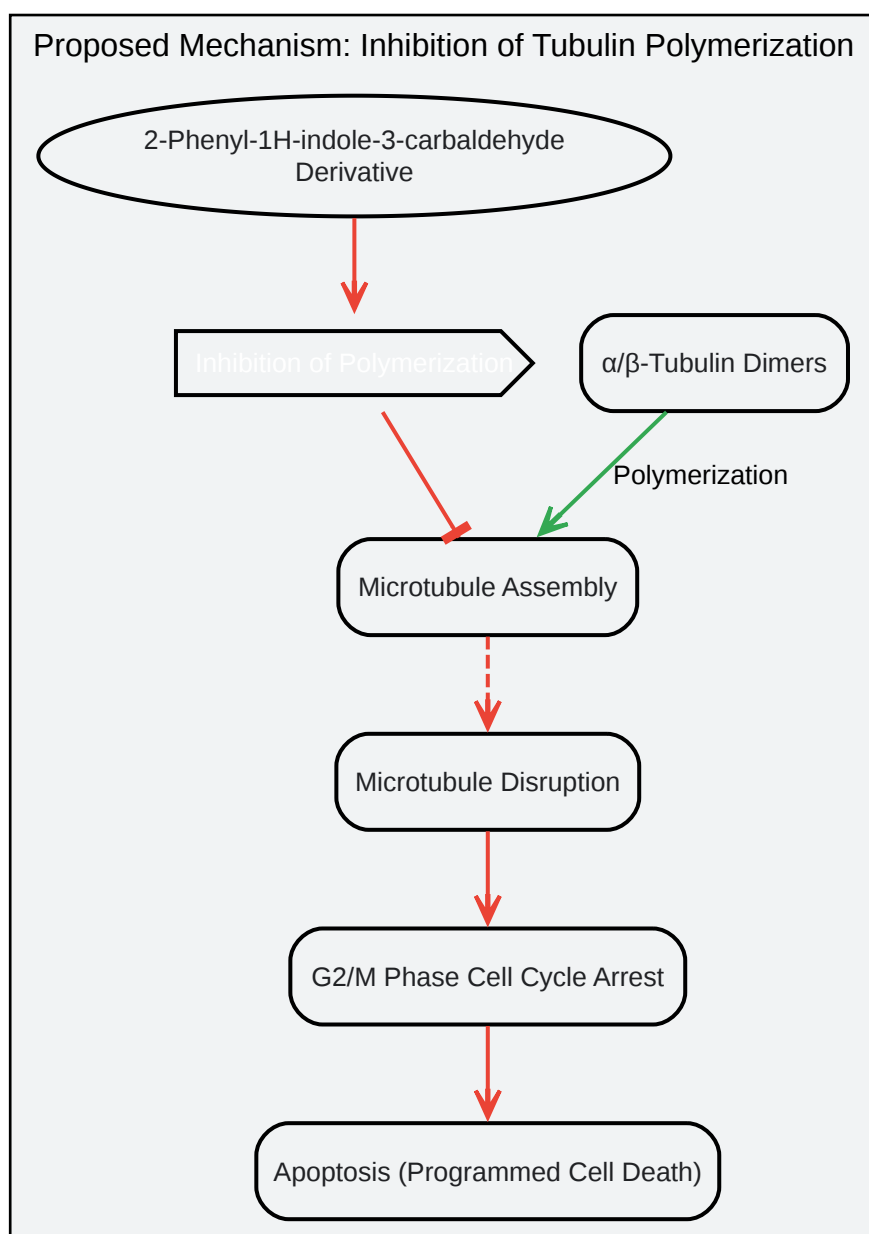 Proposed Mechanism: Inhibition of Tubulin Polymerization
2-Phenyl-1H-indole-3-carbaldehyde
Derivative
Inhibition of Polymerization
α/β-Tubulin Dimers
Polymerization
Microtubule Assembly
Microtubule Disruption
G2/M Phase Cell Cycle Arrest
Apoptosis (Programmed Cell Death)